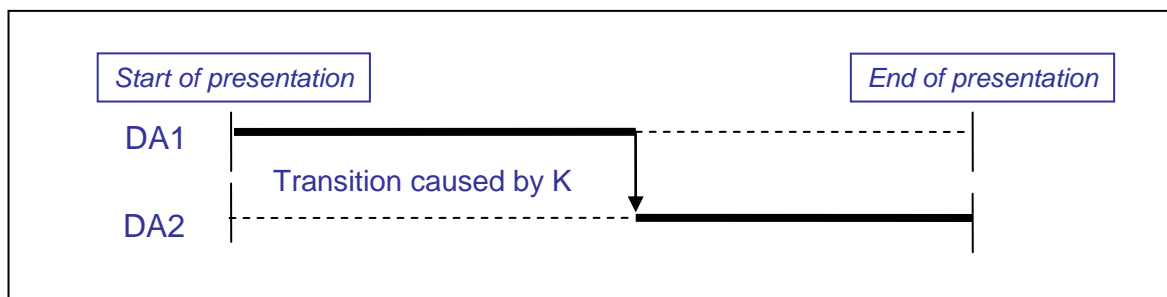 Start of presentation
End of presentation
DA1
Transition caused by K
DA2